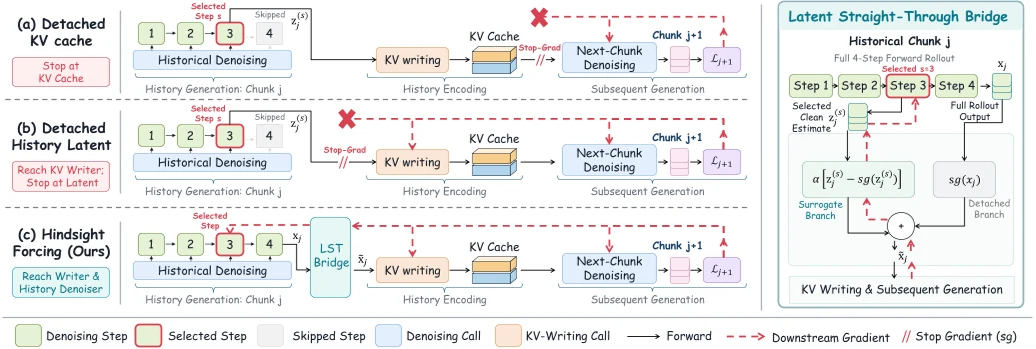 (a) Detached
KV cache
Stop at
KV Cache
Selected
Step s
Skipped
1
2
3
4
z_j^(s)
Historical Denoising
History Generation: Chunk j
KV writing
KV Cache
History Encoding
Stop-Grad
Next-Chunk
Denoising
Chunk j+1
ℒ_j+1
Subsequent Generation
(b) Detached
History Latent
Reach KV Writer;
Stop at Latent
Selected
Step s
Skipped
1
2
3
4
z_j^(s)
Historical Denoising
History Generation: Chunk j
Stop-Grad
KV writing
KV Cache
History Encoding
Next-Chunk
Denoising
Chunk j+1
ℒ_j+1
Subsequent Generation
(c) Hindsight
Forcing (Ours)
Reach Writer &
History Denoiser
Selected
Step
1
2
3
4
x_j
Historical Denoising
History Generation: Chunk j
LST
Bridge
x̃_j
KV writing
KV Cache
History Encoding
Next-Chunk
Denoising
Chunk j+1
ℒ_j+1
Subsequent Generation
Latent Straight-Through Bridge
Historical Chunk j
Full 4-Step Forward Rollout
Selected s=3
x_j
Step 1
Step 2
Step 3
Step 4
Selected
Clean
Estimate
z_j^(s)
Full Rollout
Output
α[z_j^(s) − sg(z_j^(s))]
sg(x_j)
Surrogate
Branch
Detached
Branch
+
x̃_j
KV Writing & Subsequent Generation
Denoising Step
Selected Step
Skipped Step
Denoising Call
KV-Writing Call
Forward
Downstream Gradient
Stop Gradient (sg)